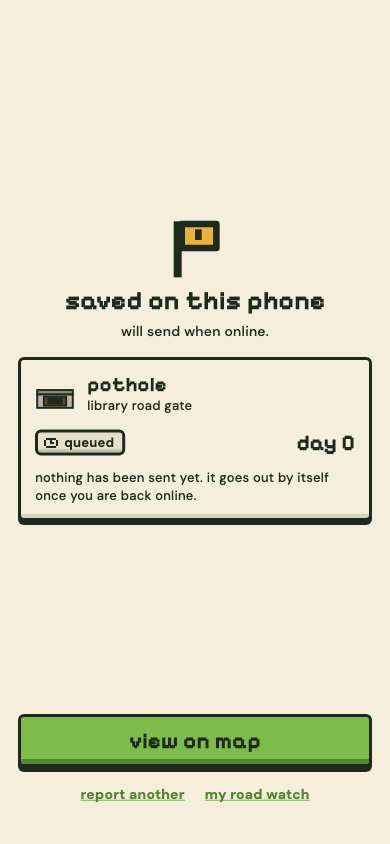 saved on this phone
will send when online.
pothole
library road gate
queued
day 0
nothing has been sent yet. it goes out by itself
once you are back online.
view on map
report another
my road watch